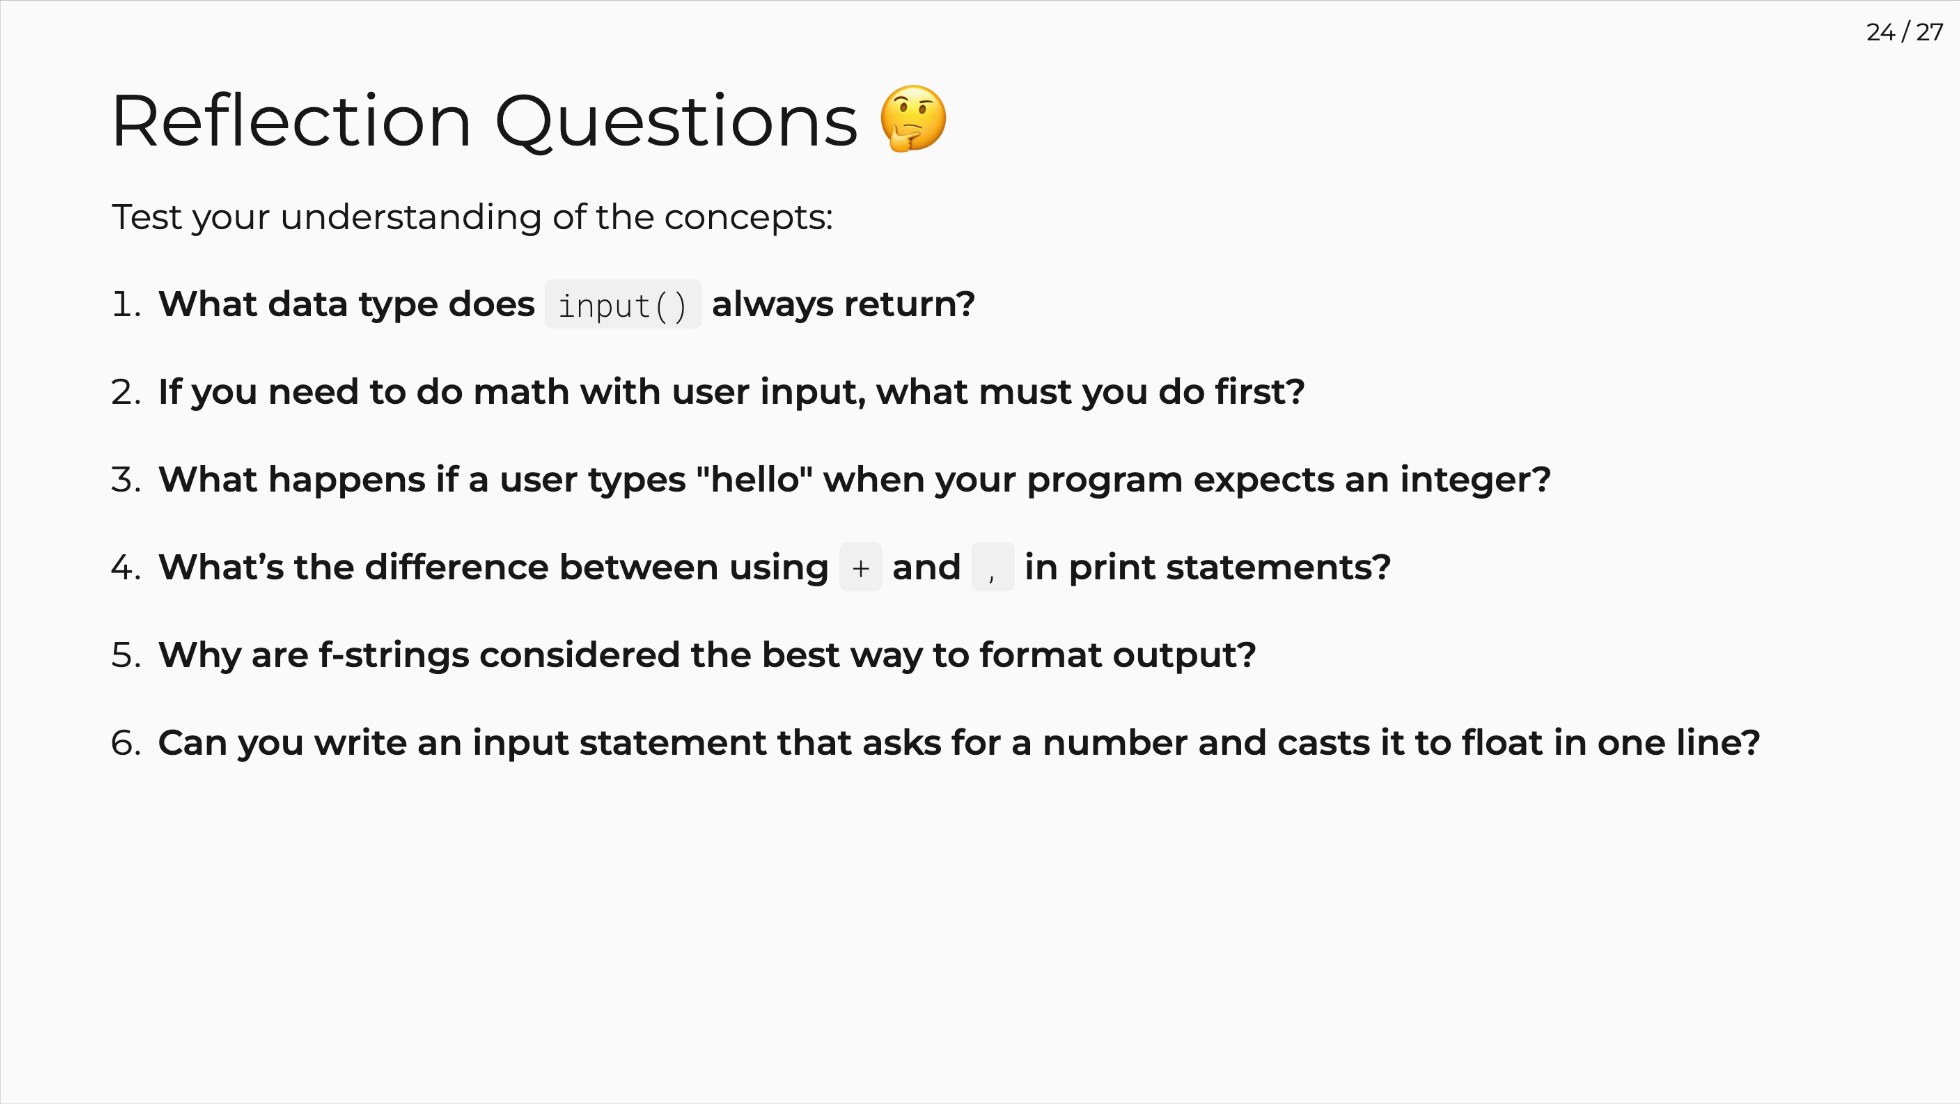 24 / 27
Reflection Questions 🤔
Test your understanding of the concepts:
1. What data type does input() always return?
2. If you need to do math with user input, what must you do first?
3. What happens if a user types "hello" when your program expects an integer?
4. What’s the difference between using + and , in print statements?
5. Why are f-strings considered the best way to format output?
6. Can you write an input statement that asks for a number and casts it to float in one line?